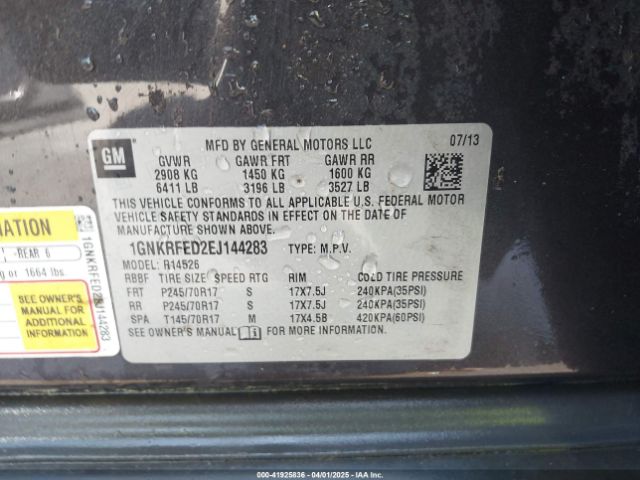 GM
MFD BY GENERAL MOTORS LLC 07/13
GVWR GAWR FRT GAWR RR
2908 KG 1450 KG 1600 KG
6411 LB 3196 LB 3527 LB
THIS VEHICLE CONFORMS TO ALL APPLICABLE U.S. FEDERAL MOTOR
VEHICLE SAFETY STANDARDS IN EFFECT ON THE DATE OF
MANUFACTURE SHOWN ABOVE.
1GNKRFED2EJ144283 TYPE: M.P.V.
MODEL: R14526
RBBF TIRE SIZE SPEED RTG RIM COLD TIRE PRESSURE
FRT P245/70R17 S 17X7.5J 240KPA(35PSI)
RR P245/70R17 S 17X7.5J 240KPA(35PSI)
SPA T145/70R17 M 17X4.5B 420KPA(60PSI)
SEE OWNER'S MANUAL FOR MORE INFORMATION.
-REAR 6
or 1664 lbs.
SEE OWNER'S
MANUAL FOR
ADDITIONAL
INFORMATION
1GNKRFED2EJ144283
000-41925836 - 04/01/2025 - IAAI.COM